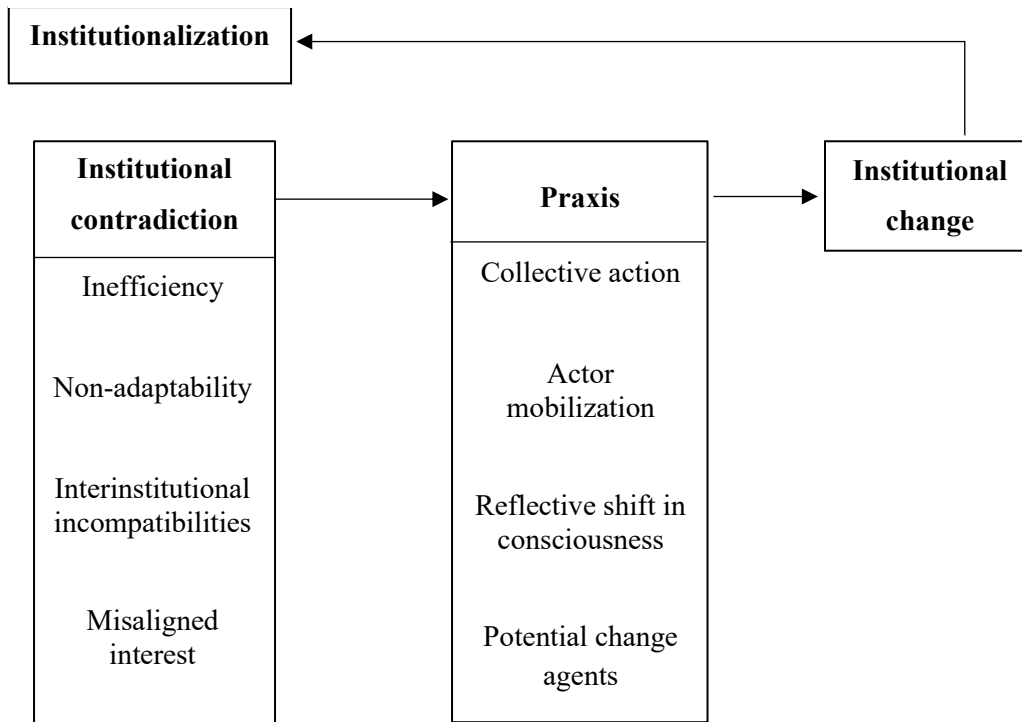 Institutionalization
Institutional
contradiction
Inefficiency
Non-adaptability
Interinstitutional
incompatibilities
Misaligned
interest
Praxis
Collective action
Actor
mobilization
Reflective shift in
consciousness
Potential change
agents
Institutional
change